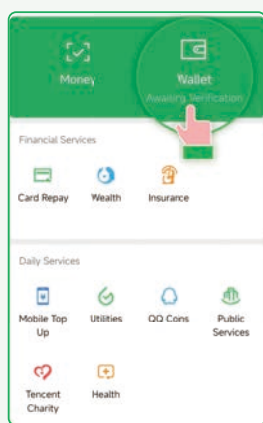 Money
Wallet
Awaiting Verification
Financial Services
Card Repay
Wealth
Insurance
Daily Services
Mobile Top
Up
Utilities
QQ Coins
Public
Services
Tencent
Charity
Health